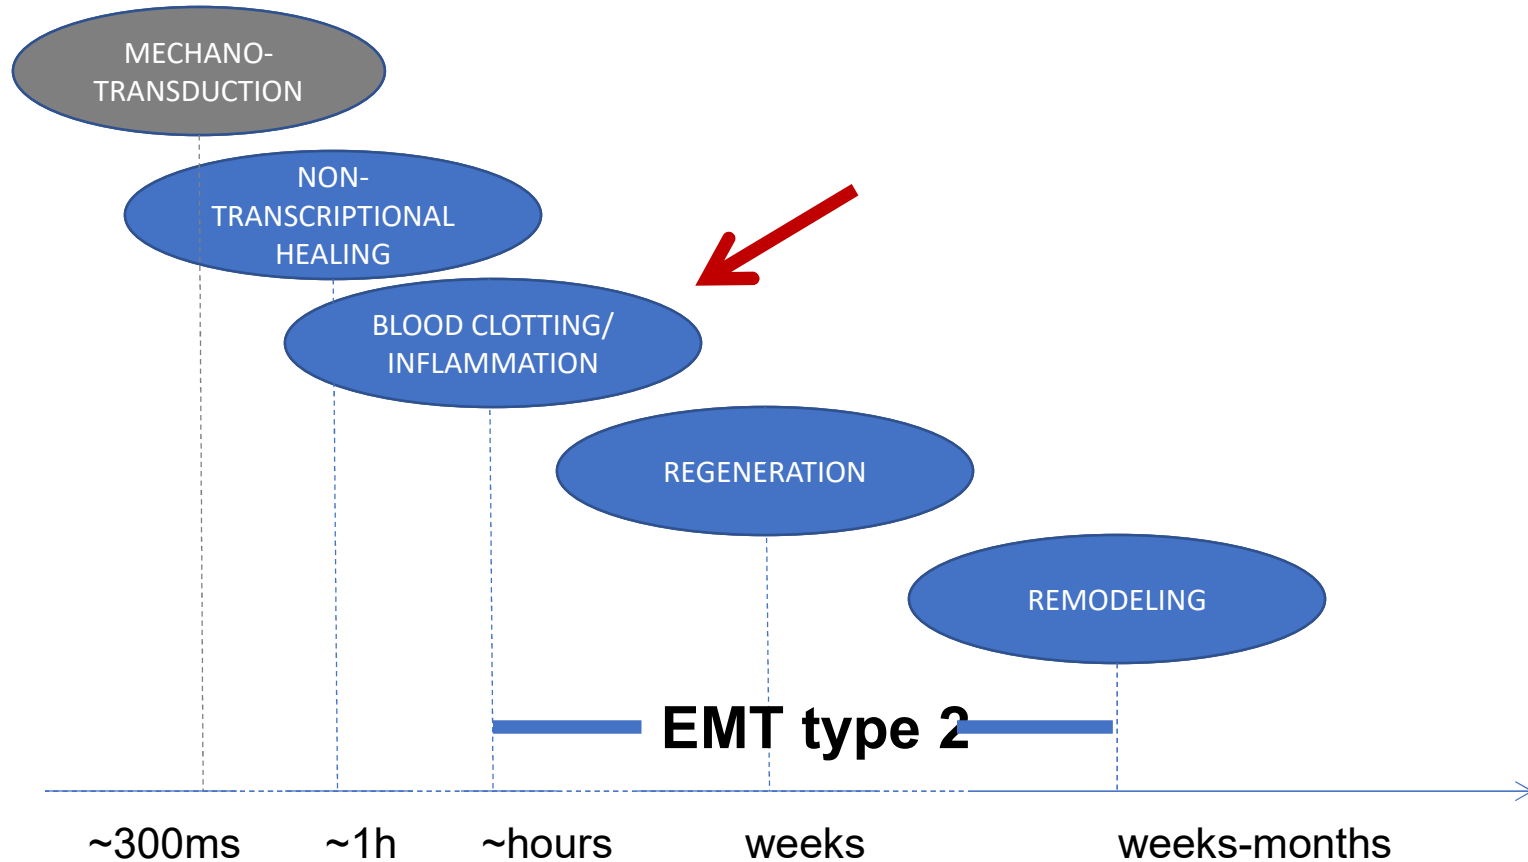 MECHANO-
TRANSDUCTION
NON-
TRANSCRIPTIONAL
HEALING
BLOOD CLOTTING/
INFLAMMATION
REGENERATION
REMODELING
EMT type 2
~300ms ~1h ~hours weeks weeks-months